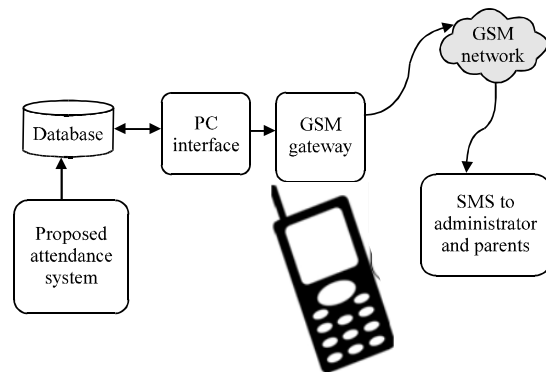 Proposed
attendance
system
Database
PC
interface
GSM
gateway
GSM
network
SMS to
administrator
and parents